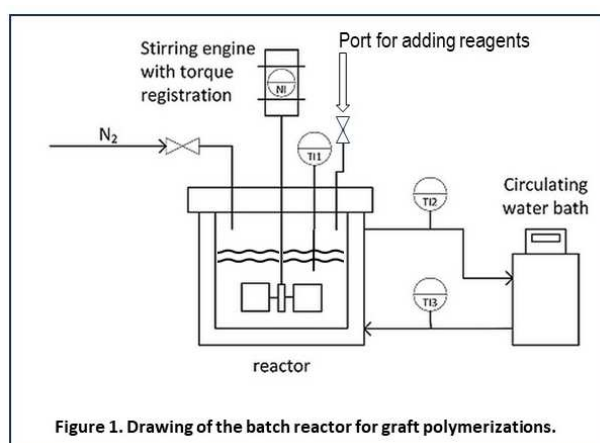 Stirring engine
with torque
registration
Port for adding reagents
NI
N2
TI1
TI2
Circulating
water bath
TI3
reactor
Figure 1. Drawing of the batch reactor for graft polymerizations.